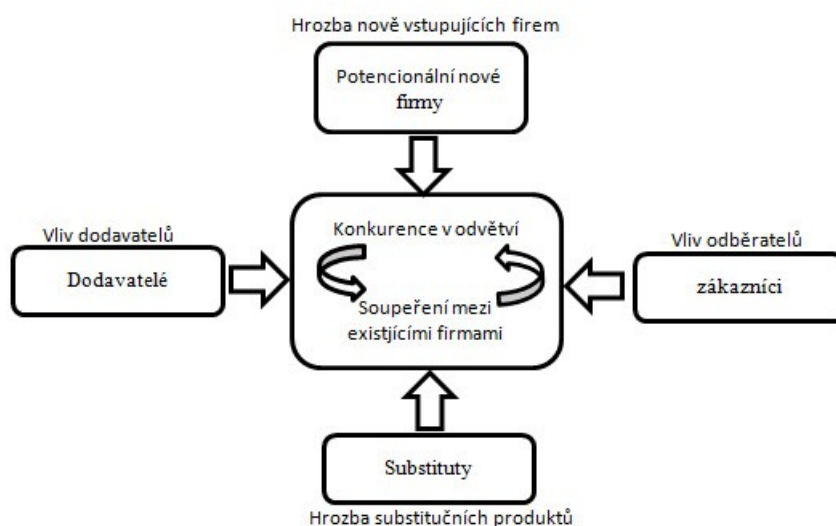 Hrozba nově vstupujících firem
Potencionální nové
firmy
Konkurence v odvětví
Vliv dodavatelů
Dodavatelé
Vliv odběratelů
zákazníci
Soupeření mezi
existjícími firmami
Substituty
Hrozba substitučních produktů